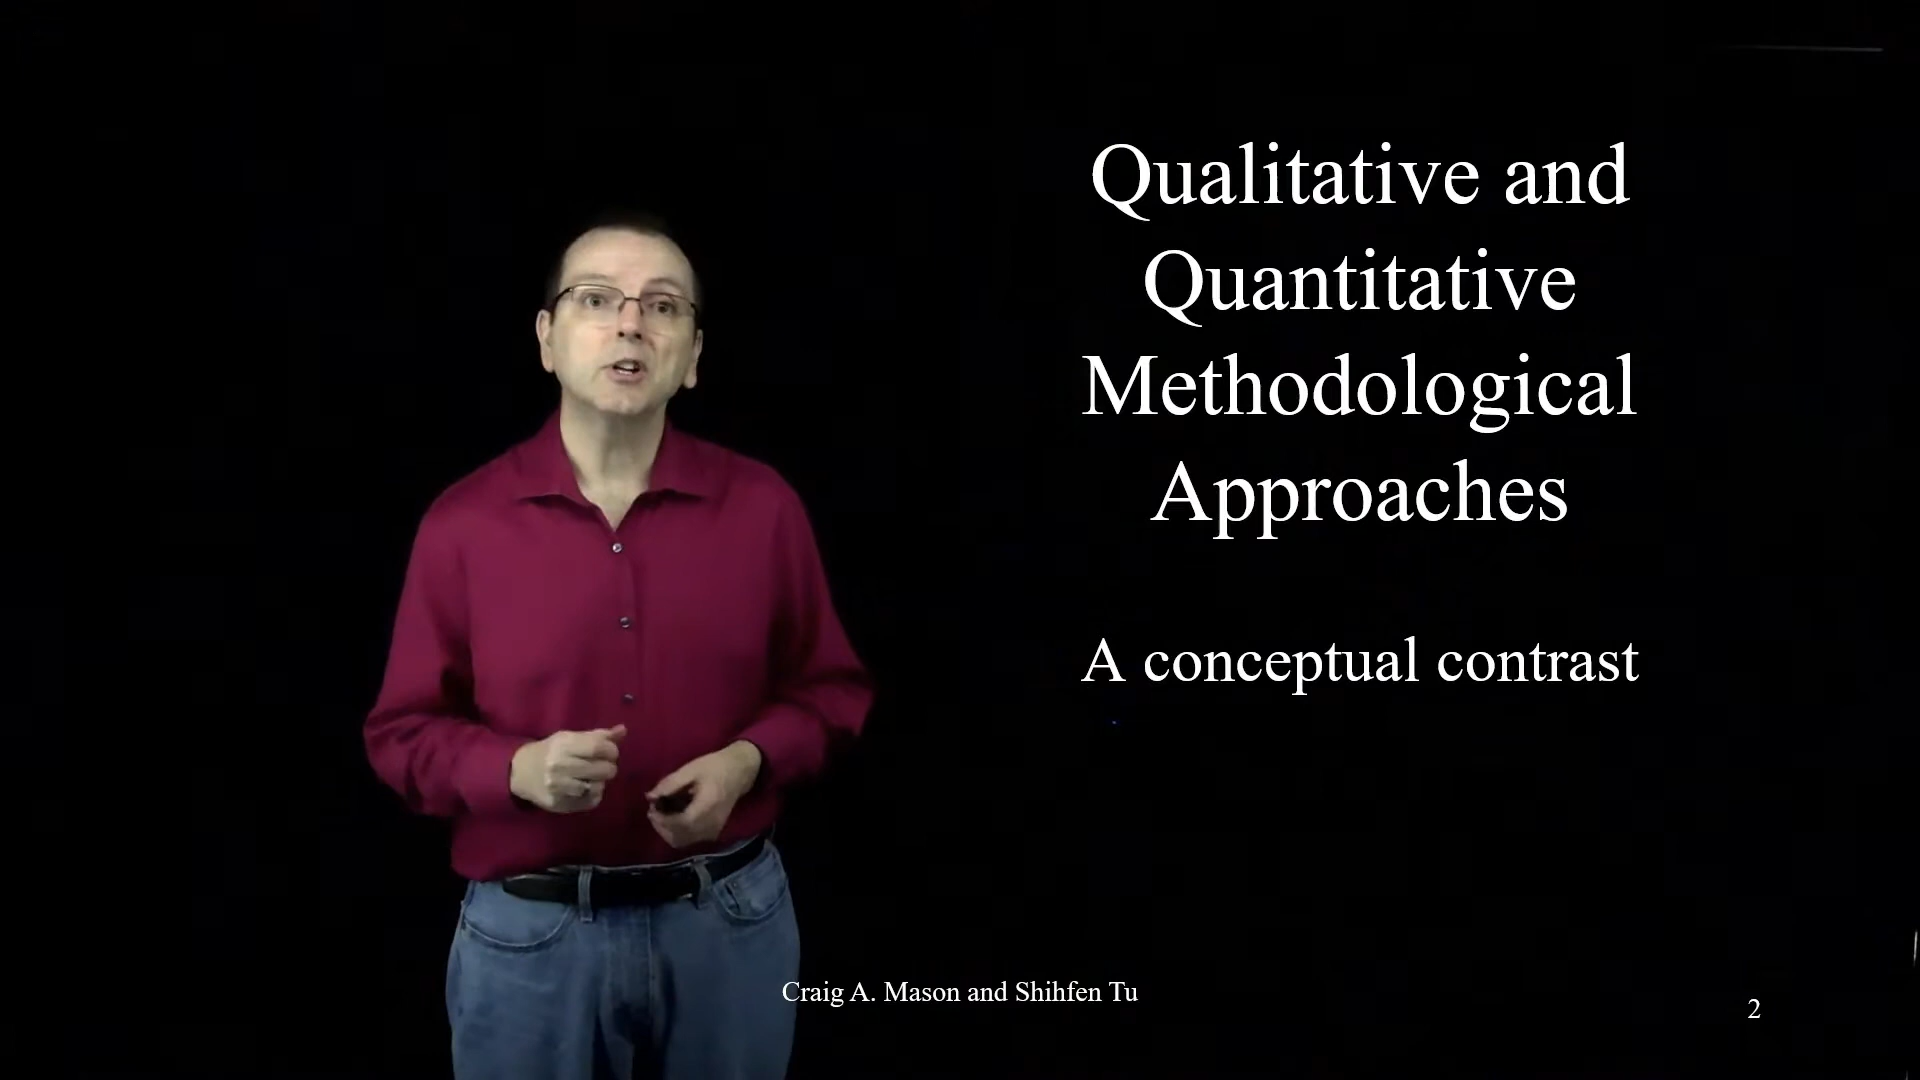 Qualitative and
Quantitative
Methodological
Approaches
A conceptual contrast
Craig A. Mason and Shihfen Tu
2